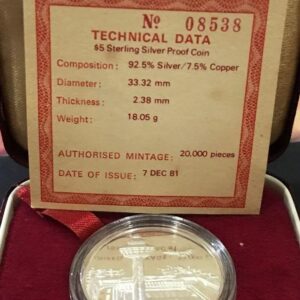 Nº 08538
TECHNICAL DATA
$5 Sterling Silver Proof Coin
Composition: 92.5% Silver/7.5% Copper
Diameter: 33.32 mm
Thickness: 2.38 mm
Weight: 18.05 g
AUTHORISED MINTAGE: 20,000 pieces
DATE OF ISSUE: 7 DEC 81